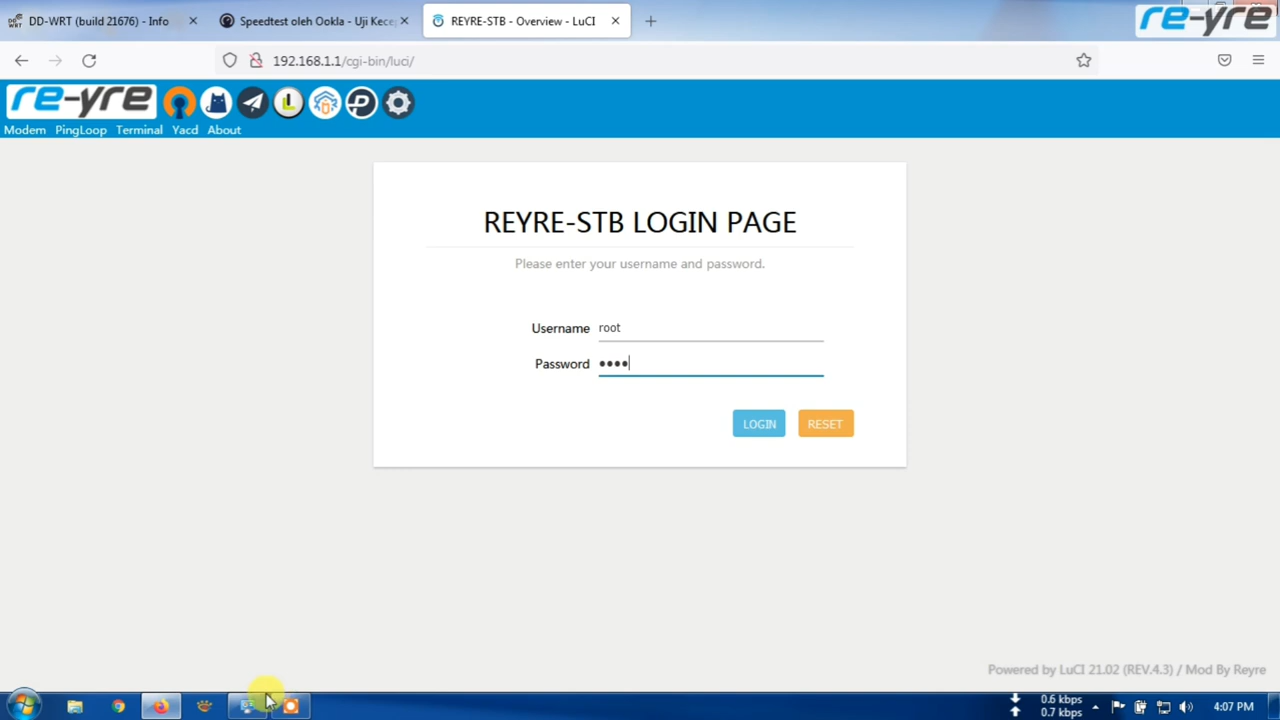 DD-WRT (build 21676) - Info
Speedtest oleh Ookla - Uji Kece
REYRE-STB - Overview - LuCI
re-yre
192.168.1.1/cgi-bin/luci/
re-yre
Modem PingLoop Terminal Yacd About
REYRE-STB LOGIN PAGE
Please enter your username and password.
Username root
Password ••••
LOGIN RESET
Powered by LuCI 21.02 (REV.4.3) / Mod By Reyre
0.6 kbps
0.7 kbps
4:07 PM